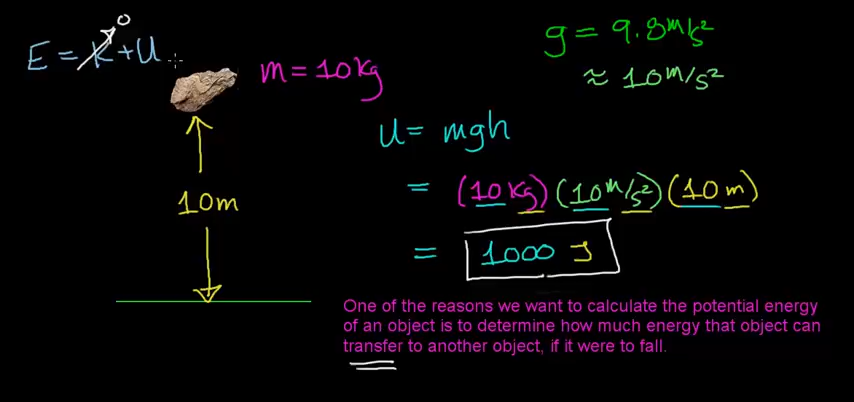 E = K + U
0
m = 10 kg
g = 9.8 m/s²
≈ 10 m/s²
U = mgh
= (10 kg) (10 m/s²) (10 m)
= 1000 J
10m
One of the reasons we want to calculate the potential energy
of an object is to determine how much energy that object can
transfer to another object, if it were to fall.